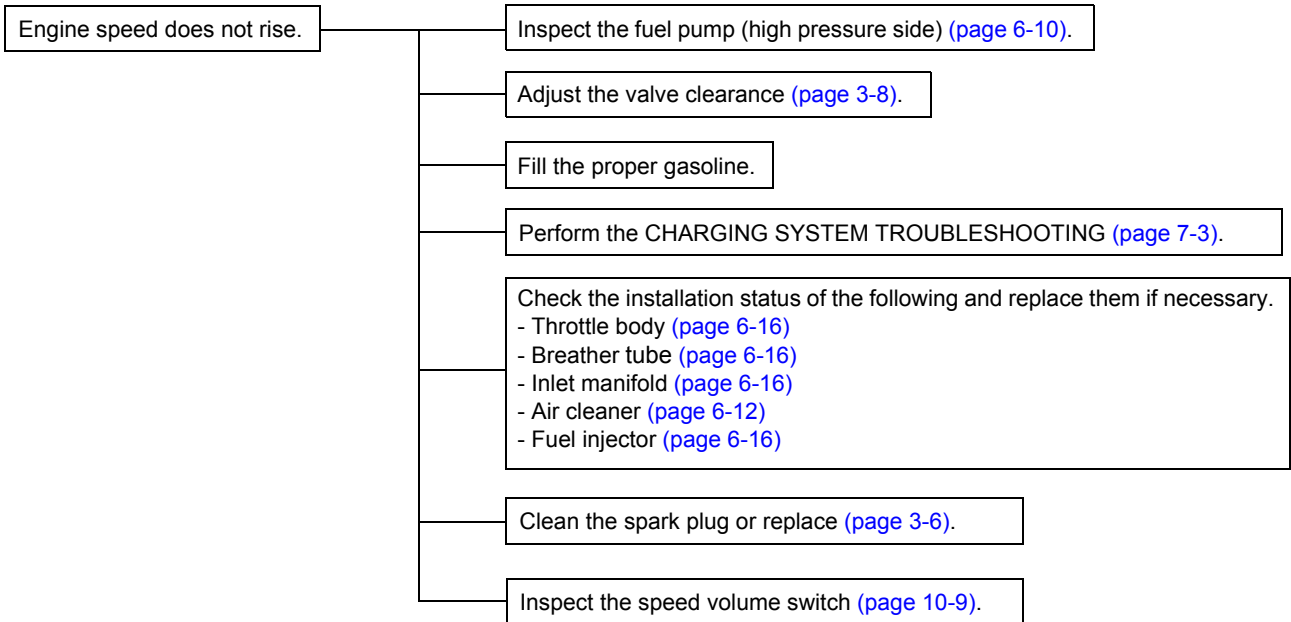 Engine speed does not rise.
Inspect the fuel pump (high pressure side) (page 6-10).
Adjust the valve clearance (page 3-8).
Fill the proper gasoline.
Perform the CHARGING SYSTEM TROUBLESHOOTING (page 7-3).
Check the installation status of the following and replace them if necessary.
- Throttle body (page 6-16)
- Breather tube (page 6-16)
- Inlet manifold (page 6-16)
- Air cleaner (page 6-12)
- Fuel injector (page 6-16)
Clean the spark plug or replace (page 3-6).
Inspect the speed volume switch (page 10-9).